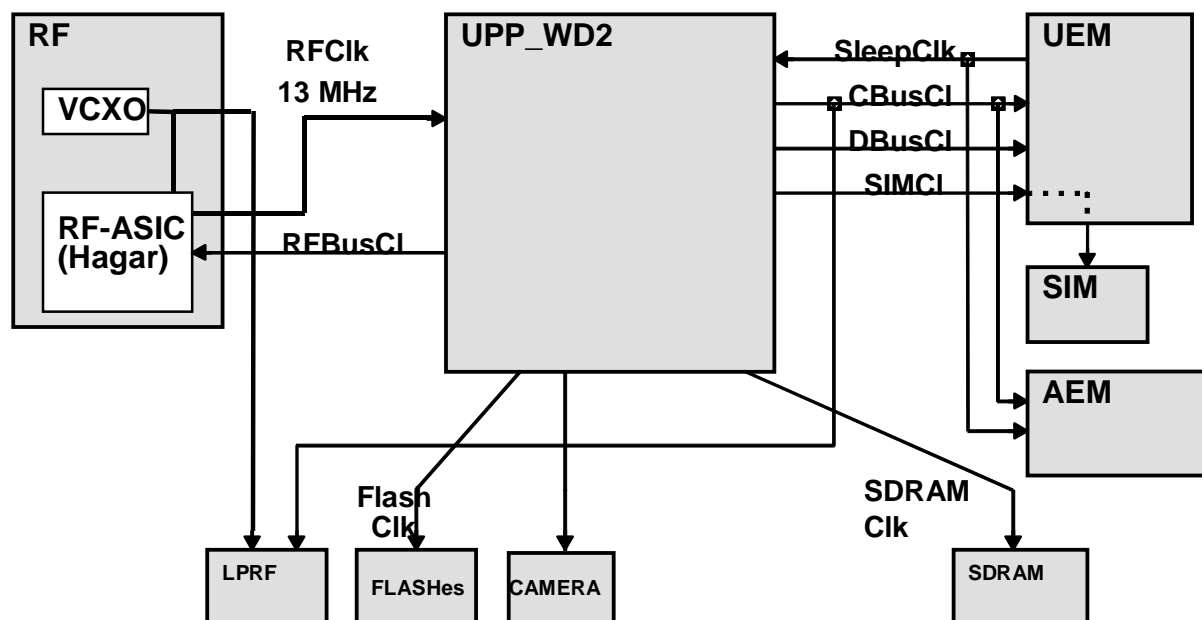 RF
RFClk
13 MHz
VCXO
RF-ASIC
(Hagar)
RFBusCl
UPP_WD2
SleepClk
CBusCl
DBusCl
SIMCl
UEM
SIM
AEM
Flash
Clk
SDRAM
Clk
LPRF
FLASHes
CAMERA
SDRAM